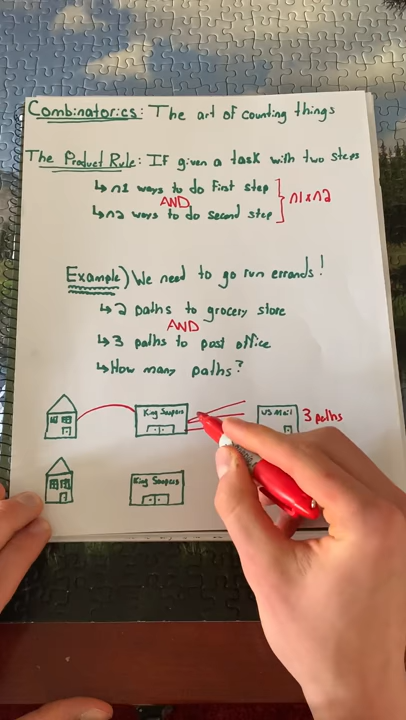 Combinatorics: The art of counting things
The Product Rule: If given a task with two steps
↳ n1 ways to do First step
AND
↳ n2 ways to do second step
n1xn2
Example) We need to go run errands!
↳ 2 paths to grocery store
AND
↳ 3 paths to post office
↳ How many paths?
King Soopers
US Mail
3 paths
King Soopers